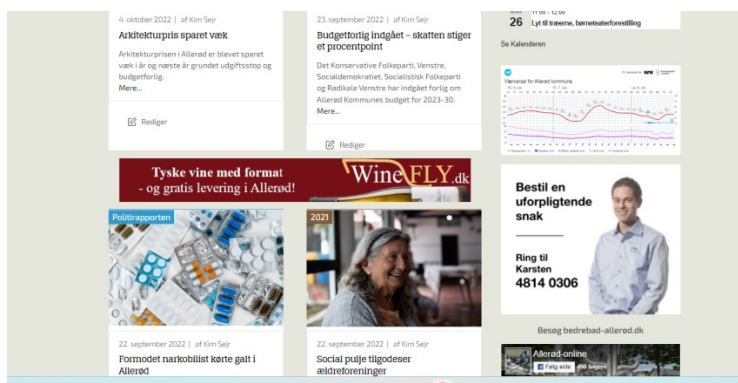 4. oktober 2022 | af Kim Sejr
Arkitekturpris sparet væk
Arkitekturprisen i Allerød er blevet sparet
væk i år og næste år grundet udgiftsstop og
budgetforlig.
Mere...
Rediger
23. september 2022 | af Kim Sejr
Budgetforlig indgået – skatten stiger
et procentpoint
Det Konservative Folkeparti, Venstre,
Socialdemokratiet, Socialistisk Folkeparti
og Radikale Venstre har indgået forlig om
Allerød Kommunes budget for 2023-30.
Mere...
Rediger
Tyske vine med format
- og gratis levering i Allerød!
WineFLY.dk
Politirapporten
22. september 2022 | af Kim Sejr
Formodet narkobilist kørte galt i
Allerød
2021
22. september 2022 | af Kim Sejr
Social pulje tilgodeser
ældreforeninger
26
Lyt til træerne, børneteaterforestilling
Se Kalenderen
Værvarsel for Allerød kommune
Bestil en
uforpligtende
snak
Ring til
Karsten
4814 0306
Besøg bedrebad-allerød.dk
Allerød-online
Følg side